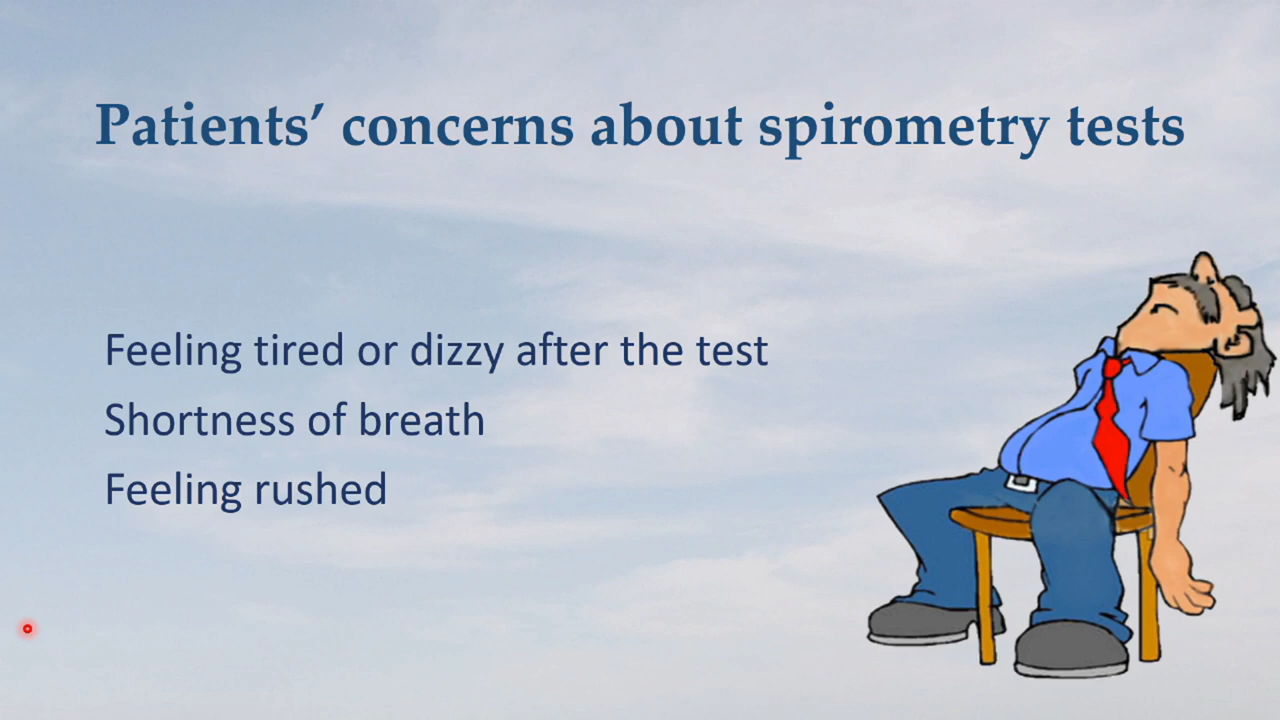 Patients’ concerns about spirometry tests
Feeling tired or dizzy after the test
Shortness of breath
Feeling rushed